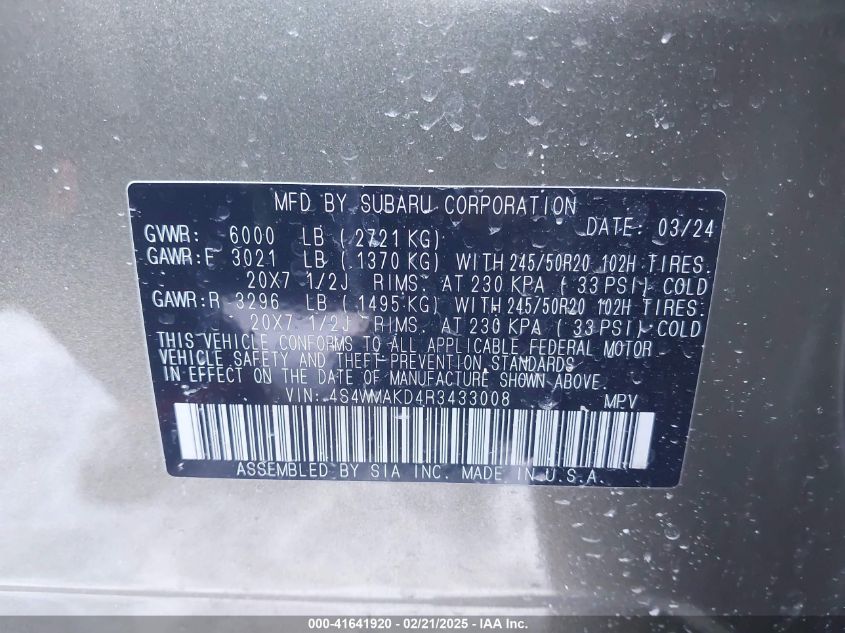 MFD BY SUBARU CORPORATION
DATE: 03/24
GVWR: 6000 LB ( 2721 KG)
GAWR: F 3021 LB ( 1370 KG) WITH 245/50R20 102H TIRES.
20X7 1/2J RIMS. AT 230 KPA ( 33 PSI) COLD
GAWR: R 3296 LB ( 1495 KG) WITH 245/50R20 102H TIRES.
20X7 1/2J RIMS. AT 230 KPA ( 33 PSI) COLD
THIS VEHICLE CONFORMS TO ALL APPLICABLE FEDERAL MOTOR
VEHICLE SAFETY AND THEFT PREVENTION STANDARDS
IN EFFECT ON THE DATE OF MANUFACTURE SHOWN ABOVE.
VIN: 4S4WMAKD4R3433008 MPV
ASSEMBLED BY SIA INC. MADE IN U.S.A.
000-41641920 - 02/21/2025 - IAA Inc.